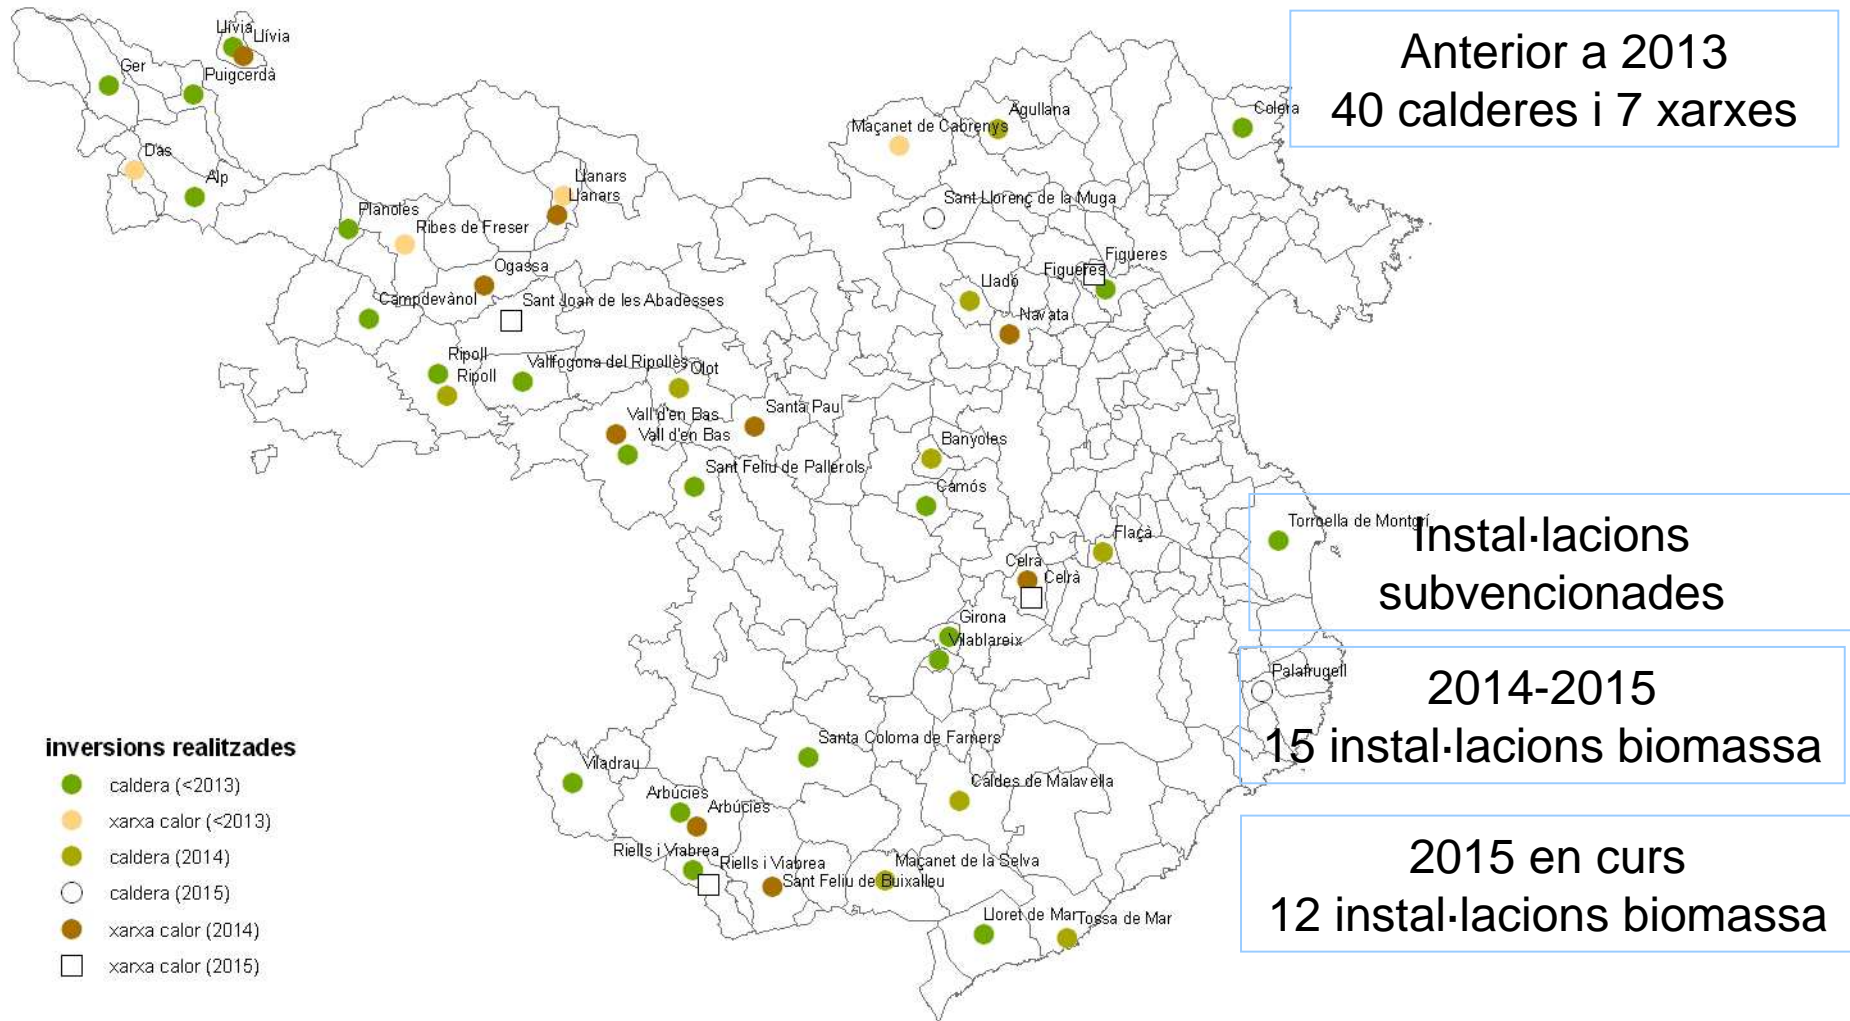 Anterior a 2013
40 calderes i 7 xarxes
Llívia
Llívia
Ger
Puigcerdà
Das
Alp
Maçanet de Cabrenys
Agullana
Colera
Llanars
Llanars
Planoles
Ribes de Freser
Sant Llorenç de la Muga
Ogassa
Figueres
Figueres
Campdevànol
Sant Joan de les Abadesses
Lladó
Navata
Ripoll
Ripoll
Vallfogona del Ripollès
Olot
Vall d'en Bas
Vall d'en Bas
Santa Pau
Banyoles
Sant Feliu de Pallerols
Camós
Torroella de Montgrí
Flaçà
Celrà
Celrà
Instal·lacions
subvencionades
Girona
Vilablareix
Palafrugell
2014-2015
15 instal·lacions biomassa
Santa Coloma de Farners
Viladrau
Caldes de Malavella
Arbúcies
Arbúcies
Riells i Viabrea
Riells i Viabrea
Maçanet de la Selva
Sant Feliu de Buixalleu
2015 en curs
12 instal·lacions biomassa
Lloret de Mar
Tossa de Mar
inversions realitzades
caldera (<2013)
xarxa calor (<2013)
caldera (2014)
caldera (2015)
xarxa calor (2014)
xarxa calor (2015)